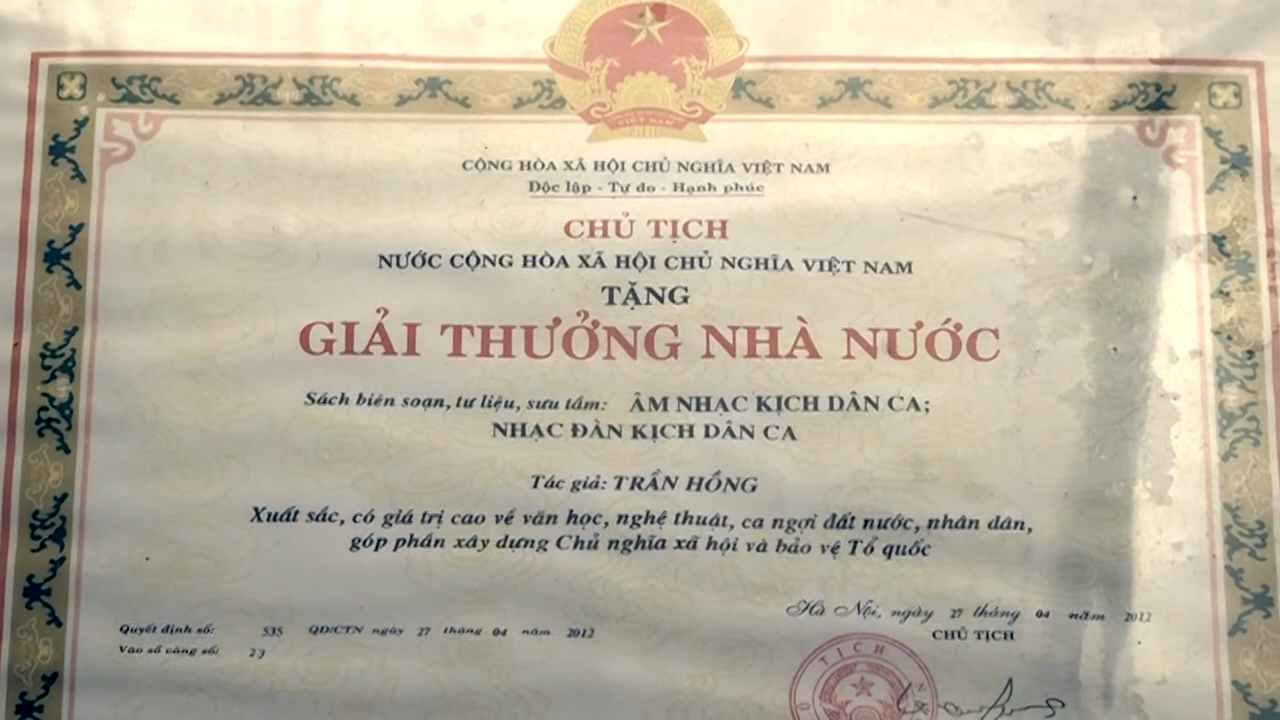 VIỆT NAM
CỘNG HÒA XÃ HỘI CHỦ NGHĨA VIỆT NAM
Độc lập - Tự do - Hạnh phúc
CHỦ TỊCH
NƯỚC CỘNG HÒA XÃ HỘI CHỦ NGHĨA VIỆT NAM
TẶNG
GIẢI THƯỞNG NHÀ NƯỚC
Sách biên soạn, tư liệu, sưu tầm: ÂM NHẠC KỊCH DÂN CA;
NHẠC ĐÀN KỊCH DÂN CA
Tác giả: TRẦN HỒNG
Xuất sắc, có giá trị cao về văn học, nghệ thuật, ca ngợi đất nước, nhân dân,
góp phần xây dựng Chủ nghĩa xã hội và bảo vệ Tổ quốc
Hà Nội, ngày 27 tháng 04 năm 2012
CHỦ TỊCH
Quyết định số: 535 QĐ/CTN ngày 27 tháng 04 năm 2012
Vào sổ vàng số: 23
TỊCH